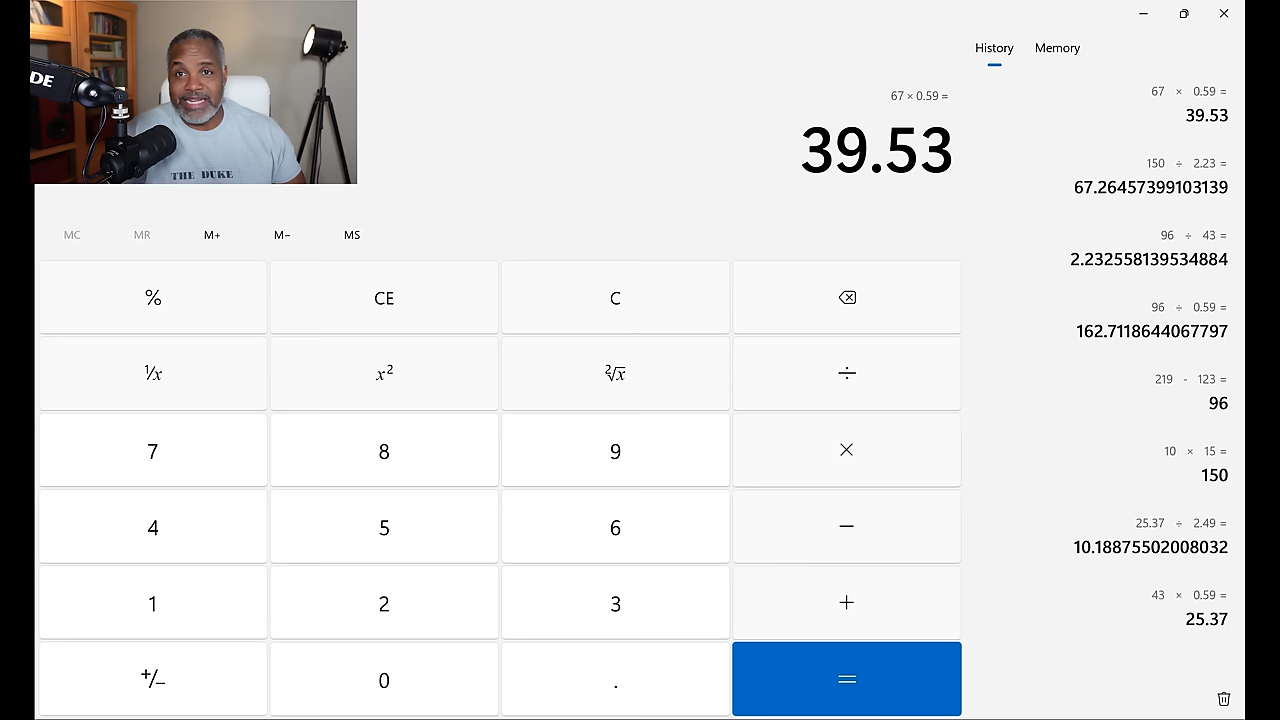 DE
THE DUKE
History Memory
67 × 0.59 =
39.53
MC MR M+ M− MS
% CE C
¹⁄x x² ²√x ÷
7 8 9 ×
4 5 6 −
1 2 3 +
+/− 0 . =
67 × 0.59 =
39.53
150 ÷ 2.23 =
67.26457399103139
96 ÷ 43 =
2.232558139534884
96 ÷ 0.59 =
162.7118644067797
219 - 123 =
96
10 × 15 =
150
25.37 ÷ 2.49 =
10.18875502008032
43 × 0.59 =
25.37